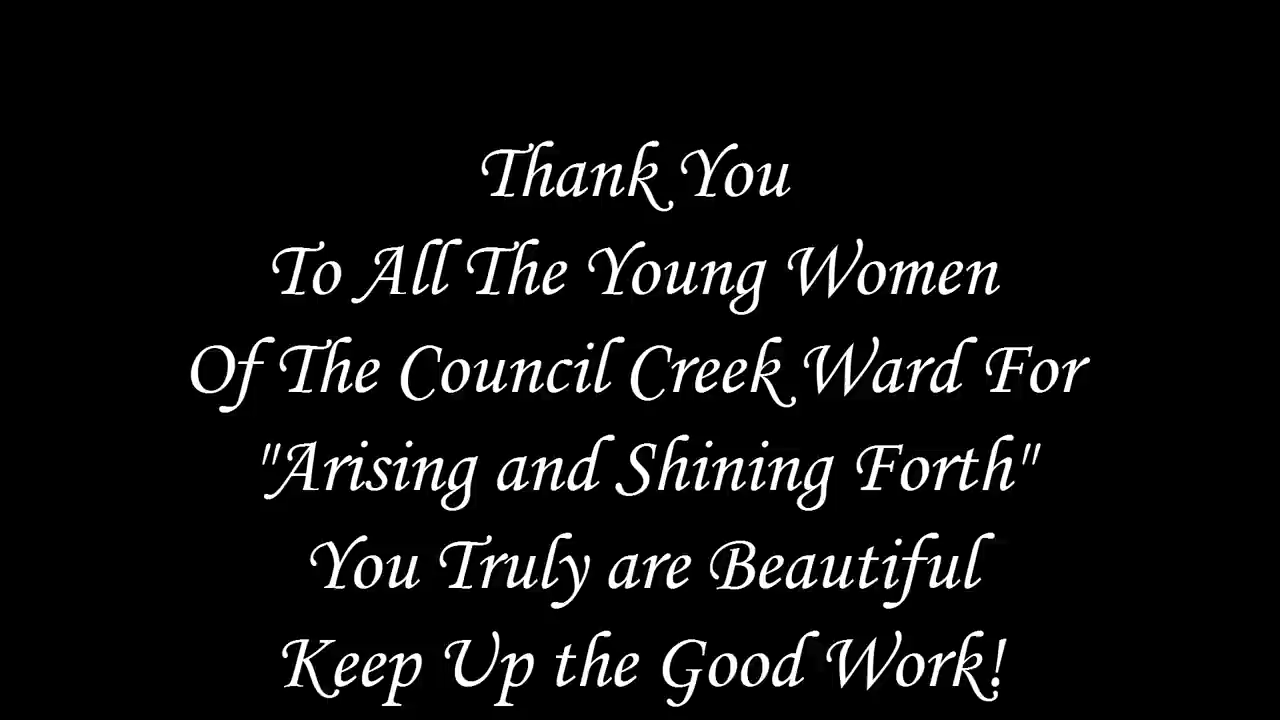 Thank You
To All The Young Women
Of The Council Creek Ward For
"Arising and Shining Forth"
You Truly are Beautiful
Keep Up the Good Work!